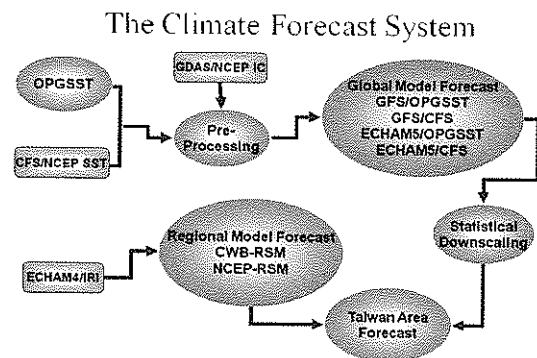 The Climate Forecast System
OPGSST
GDAS/NCEP IC
CFS/NCEP SST
Pre-
Processing
Global Model Forecast
GFS/OPGSST
GFS/CFS
ECHAM5/OPGSST
ECHAM5/CFS
Statistical
Downscaling
ECHAM4/IRI
Regional Model Forecast
CWB-RSM
NCEP-RSM
Taiwan Area
Forecast